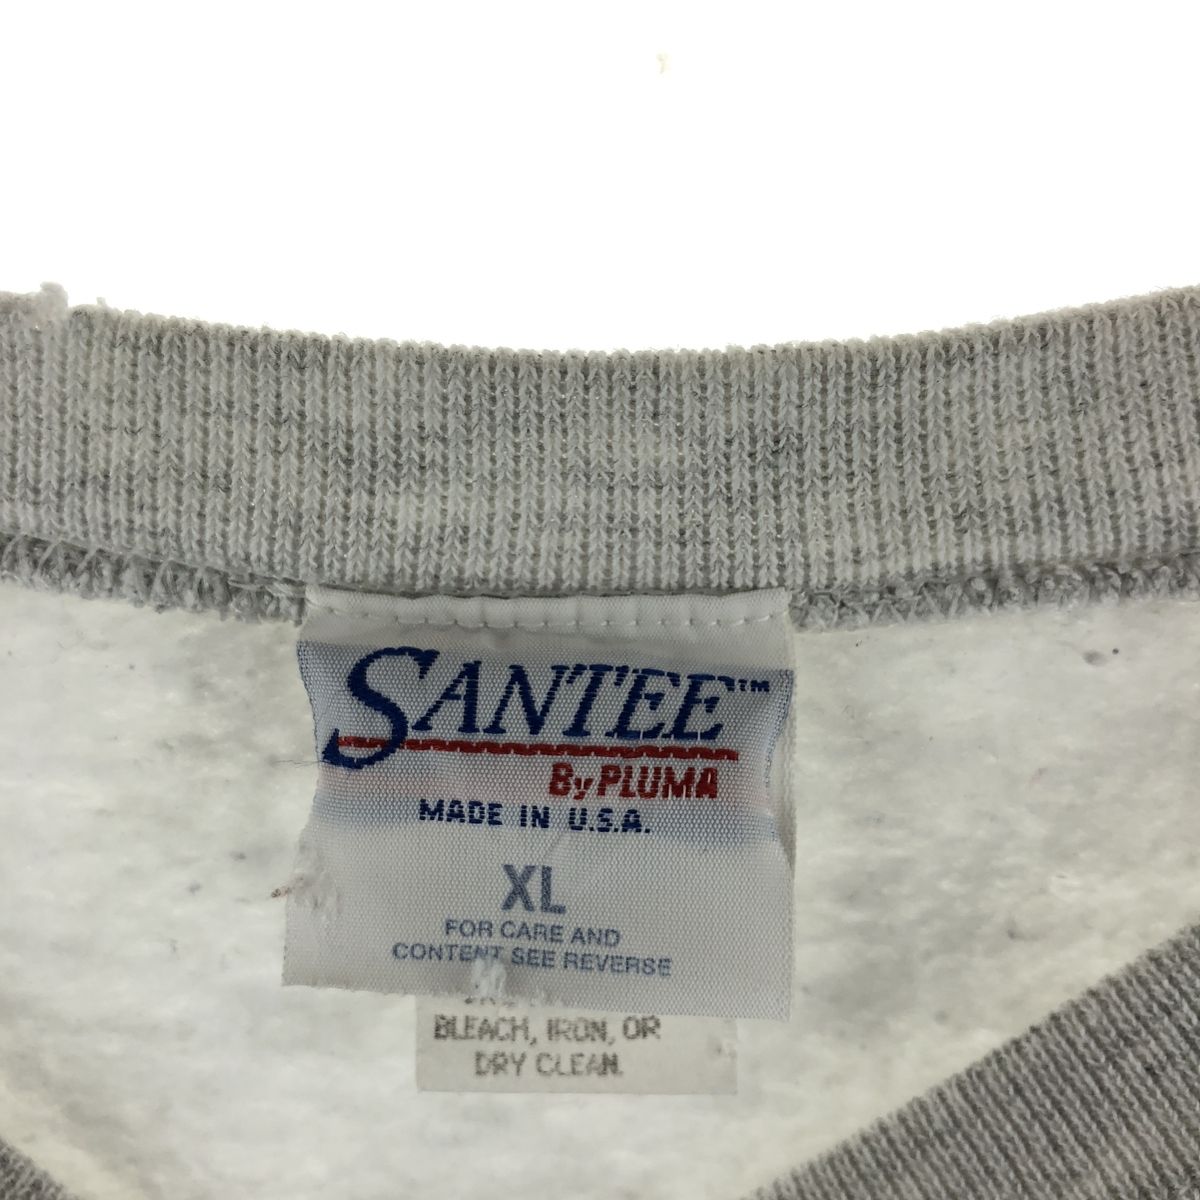 SANTEE™
By PLUMA
MADE IN U.S.A.
XL
FOR CARE AND
CONTENT SEE REVERSE
BLEACH, IRON, OR
DRY CLEAN.